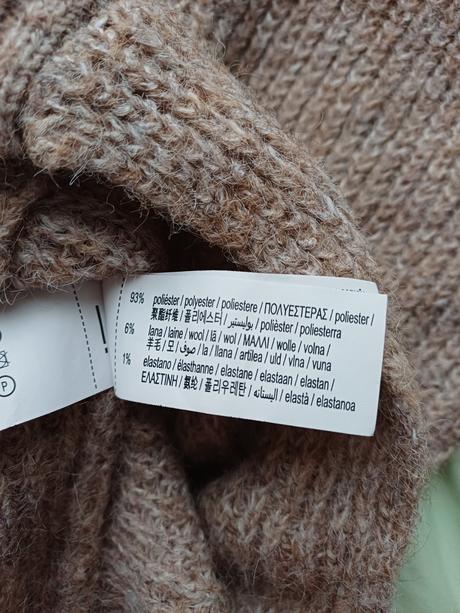 93% poliéster / polyester / poliestere / ΠΟΛΥΕΣΤΕΡΑΣ / poliester /
聚酯纤维 / 폴리에스터 / بوليستير / polièster / poliesterra
6% lana / laine / wool / lã / wol / ΜΑΛΛΙ / wolle / volna /
羊毛 / 모 / صوف / la / llana / artilea / uld / vlna / vuna
1% elastano / élasthanne / elastane / elastaan / elastan /
ΕΛΑΣΤΙΝΗ / 氨纶 / 폴리우레탄 / اليستانه / elastà / elastanoa
P